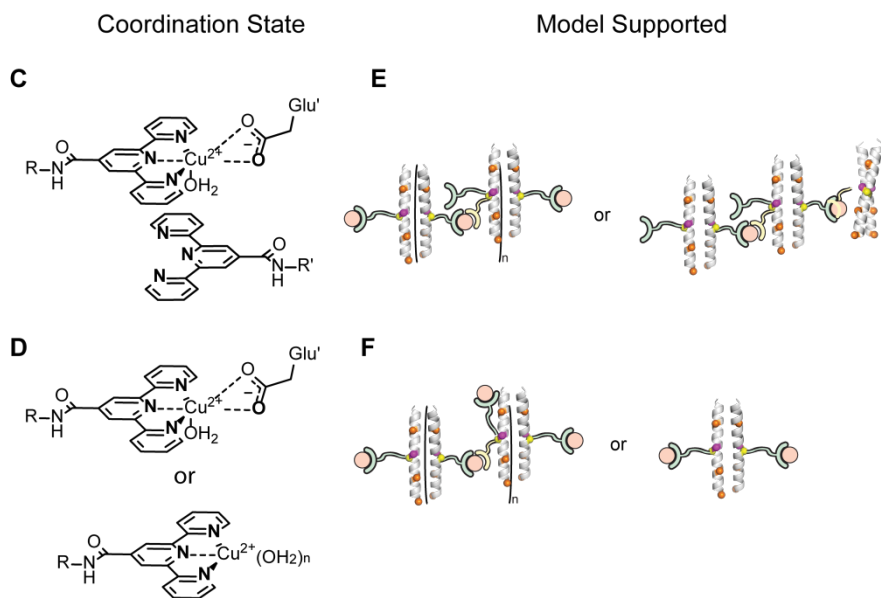 Coordination State
Model Supported
C
Glu'
O
O
−
N
N
N
Cu2+
OH2
O
R
N
H
N
N
N
O
N
H
R'
E
n
or
D
Glu'
O
O
−
N
N
N
Cu2+
OH2
O
R
N
H
or
N
N
N
Cu2+(OH2)n
O
R
N
H
F
n
or